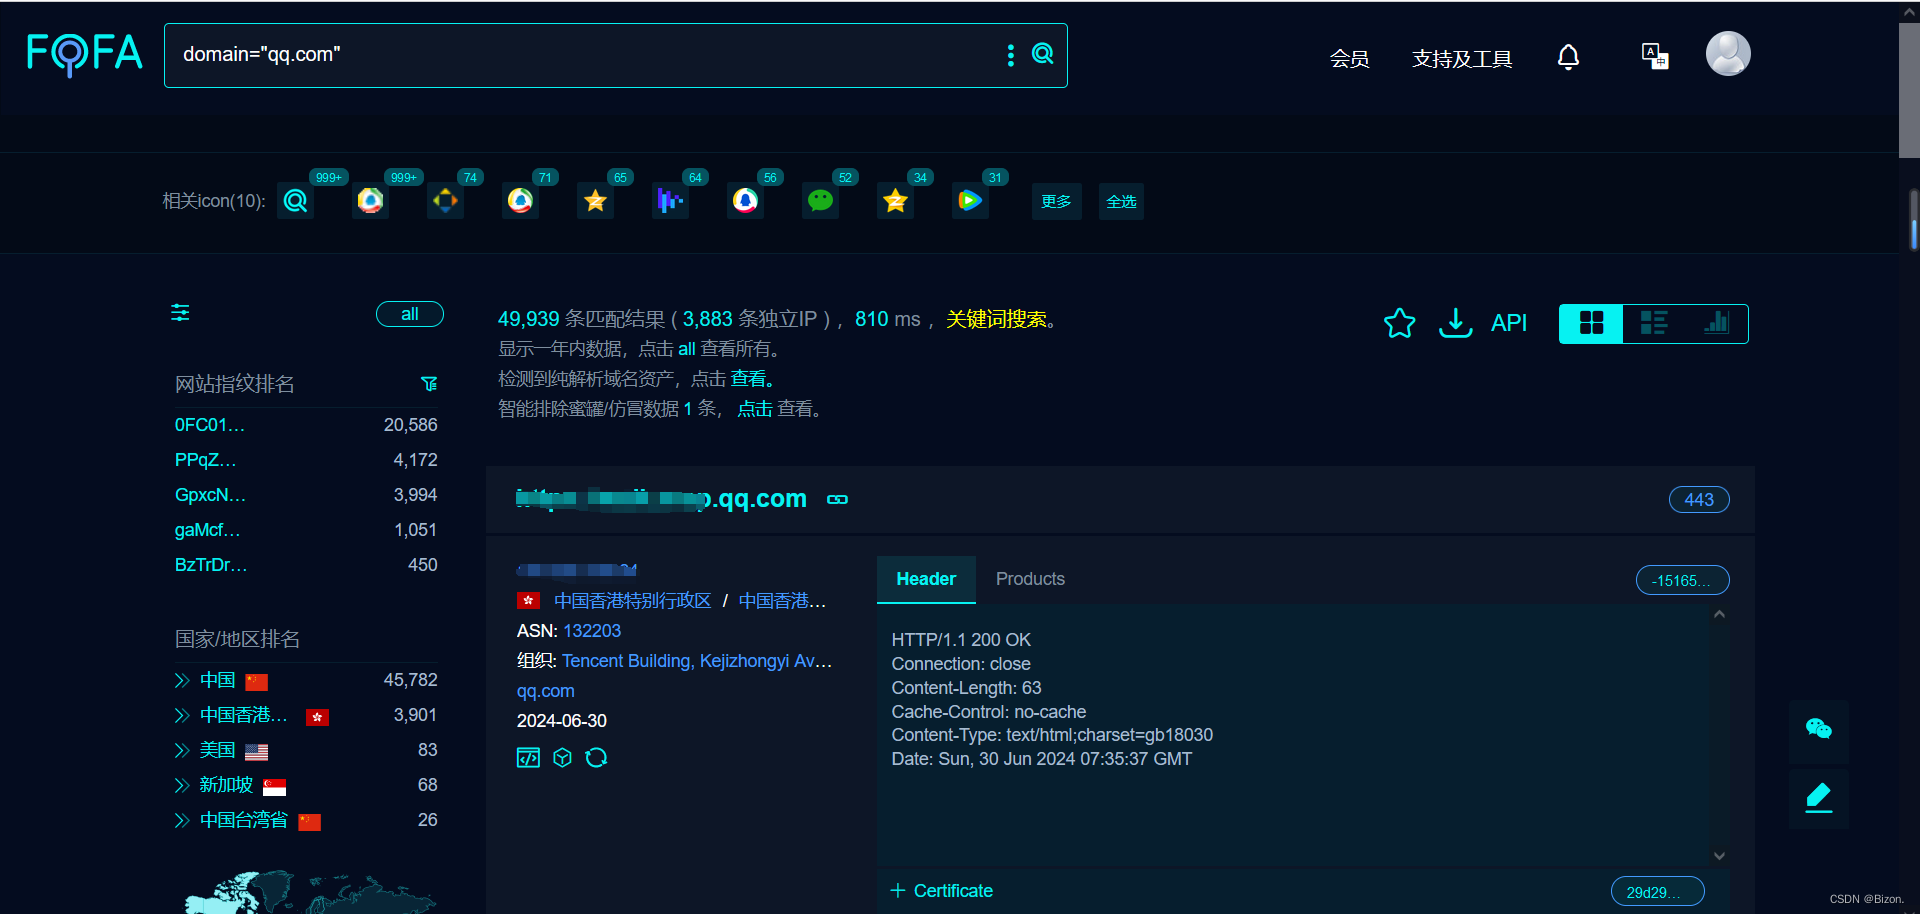 FOFA
domain="qq.com"
会员
支持及工具
A
中
相关icon(10):
999+
999+
74
71
65
64
56
52
34
31
更多
全选
all
49,939 条匹配结果 ( 3,883 条独立IP ) ，810 ms ，关键词搜索。
显示一年内数据，点击 all 查看所有。
检测到纯解析域名资产，点击 查看。
智能排除蜜罐/仿冒数据 1 条， 点击 查看。
API
网站指纹排名
0FC01... 20,586
PPqZ... 4,172
GpxcN... 3,994
gaMcf... 1,051
BzTrDr... 450
国家/地区排名
中国 45,782
中国香港... 3,901
美国 83
新加坡 68
中国台湾省 26
.qq.com
443
中国香港特别行政区 / 中国香港...
ASN: 132203
组织: Tencent Building, Kejizhongyi Av...
qq.com
2024-06-30
Header
Products
-15165...
HTTP/1.1 200 OK
Connection: close
Content-Length: 63
Cache-Control: no-cache
Content-Type: text/html;charset=gb18030
Date: Sun, 30 Jun 2024 07:35:37 GMT
+ Certificate
29d29...
CSDN @Bizon.